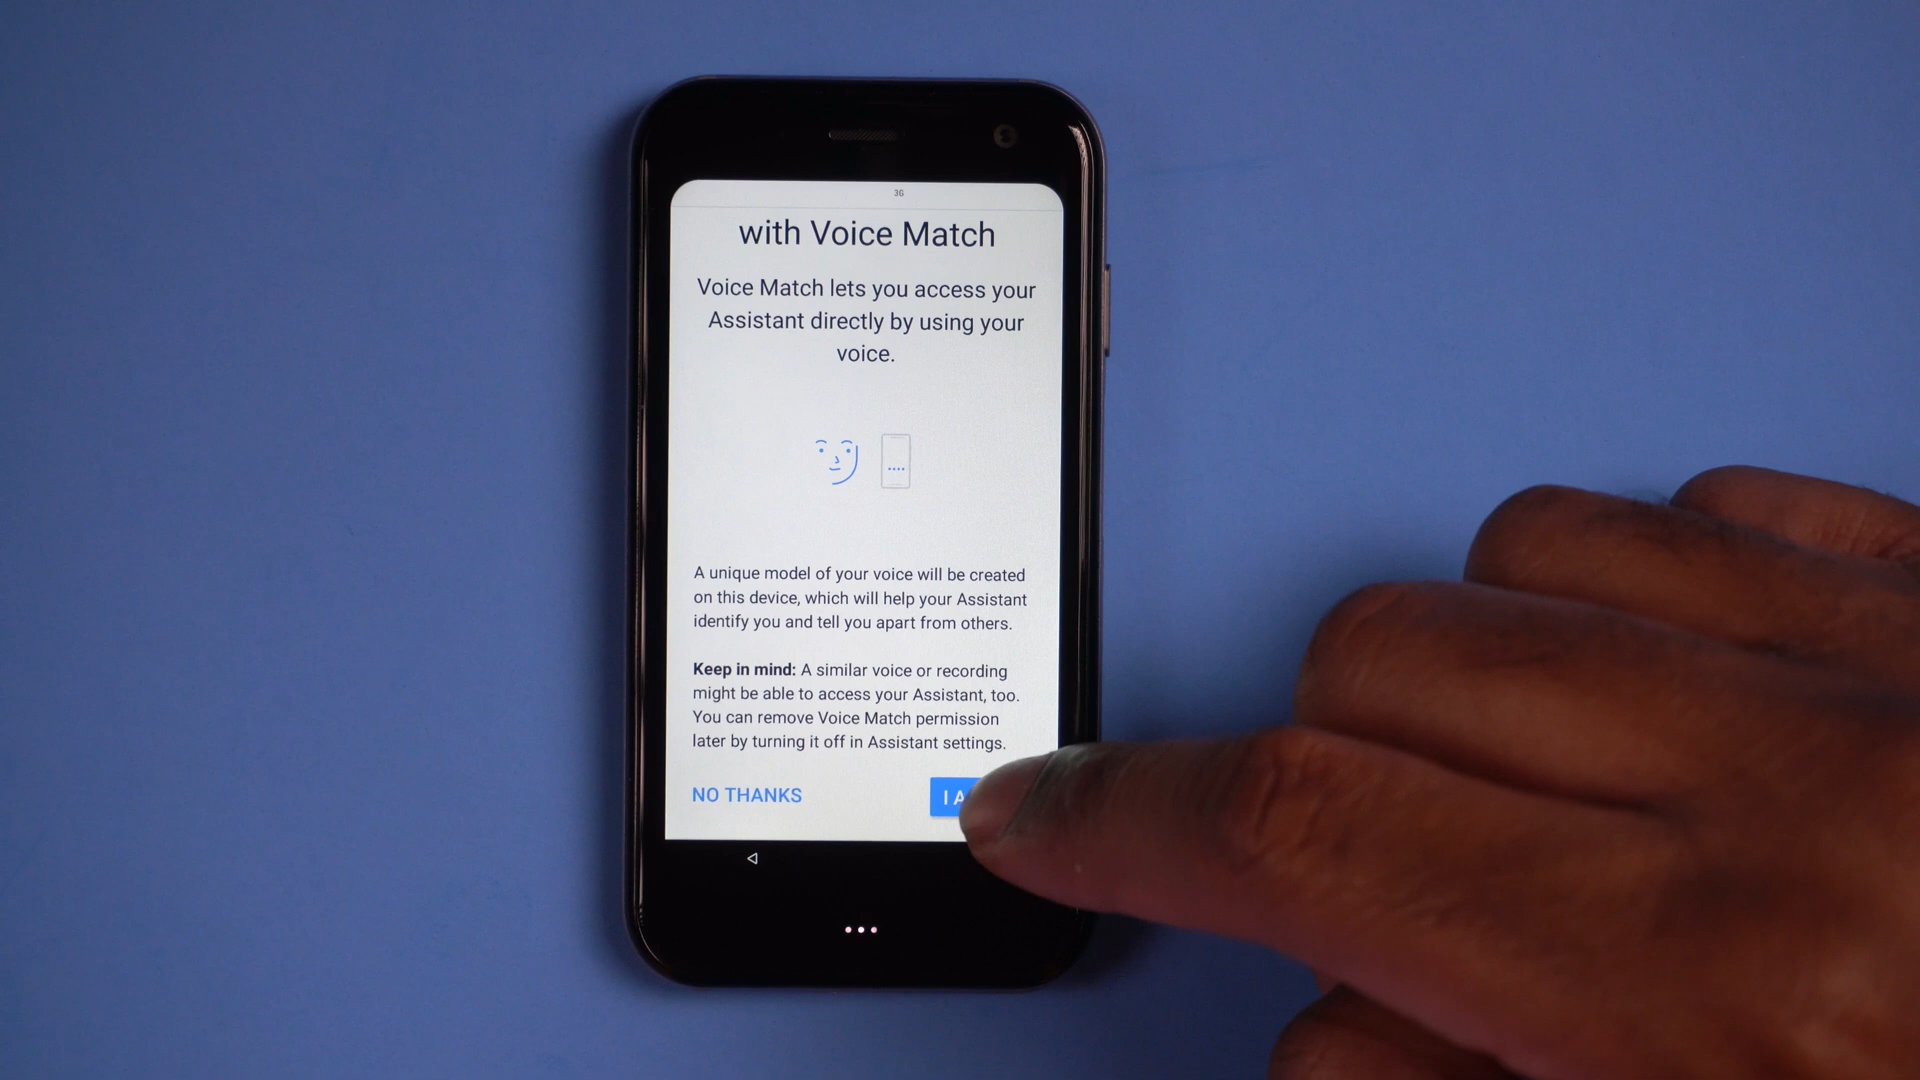 3G
with Voice Match
Voice Match lets you access your
Assistant directly by using your
voice.
A unique model of your voice will be created
on this device, which will help your Assistant
identify you and tell you apart from others.
Keep in mind: A similar voice or recording
might be able to access your Assistant, too.
You can remove Voice Match permission
later by turning it off in Assistant settings.
NO THANKS
I